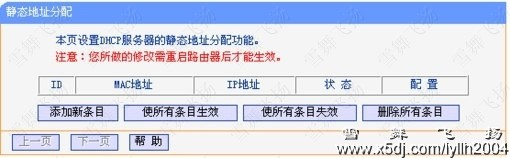 静态地址分配
本页设置DHCP服务器的静态地址分配功能。
注意：您所做的修改需重启路由器后才能生效。
ID MAC地址 IP地址 状 态 配 置
添加新条目 使所有条目生效 使所有条目失效 删除所有条目
上一页 下一页 帮 助
雪 舞 飞 扬
www.x5dj.com/jyllh2004